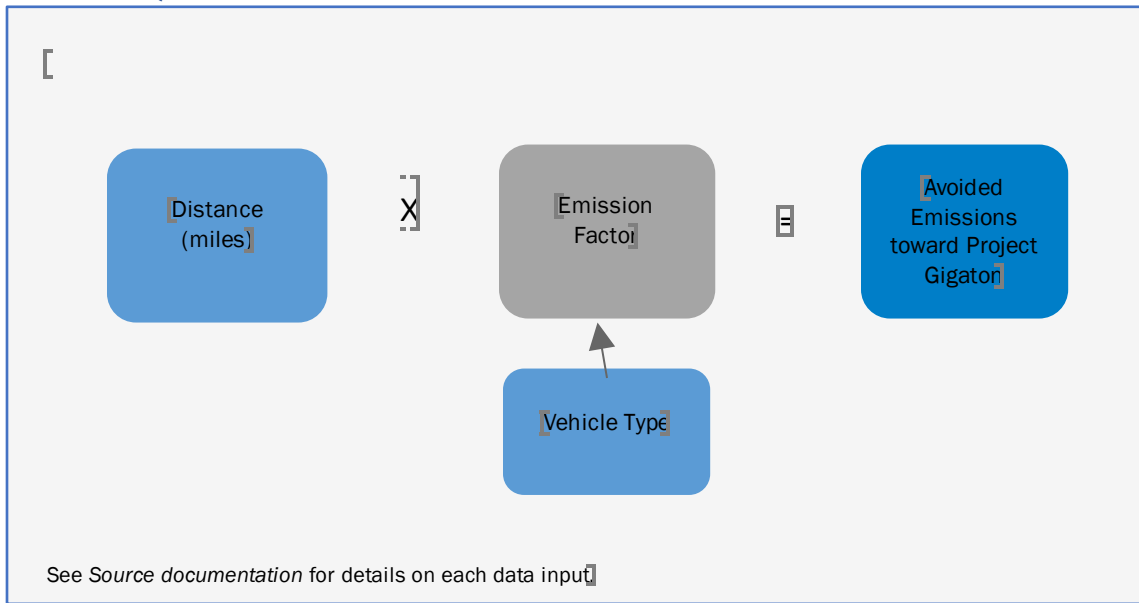 Distance
(miles)
X
Emission
Factor
=
Avoided
Emissions
toward Project
Gigaton
Vehicle Type
See Source documentation for details on each data input.